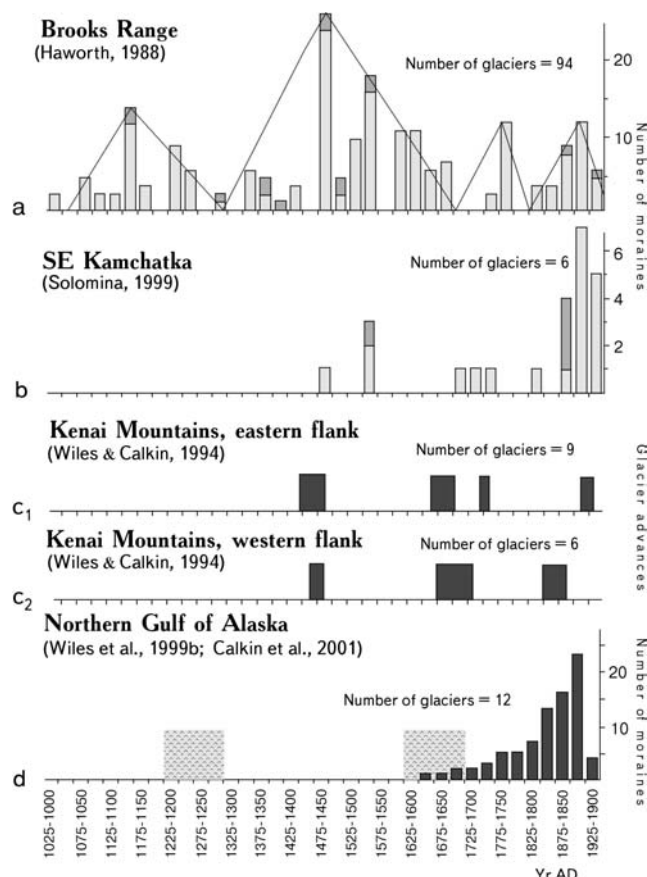 Brooks Range
(Haworth, 1988)
Number of glaciers = 94
20
10
Number of moraines
a
SE Kamchatka
(Solomina, 1999)
Number of glaciers = 6
6
4
2
b
Kenai Mountains, eastern flank
(Wiles & Calkin, 1994)
Number of glaciers = 9
c1
Glacier advances
Kenai Mountains, western flank
(Wiles & Calkin, 1994)
Number of glaciers = 6
c2
Northern Gulf of Alaska
(Wiles et al., 1999b; Calkin et al., 2001)
Number of glaciers = 12
20
10
Number of moraines
d
1025-1000
1075-1050
1125-1100
1175-1150
1225-1200
1275-1250
1325-1300
1375-1350
1425-1400
1475-1450
1525-1500
1575-1550
1625-1600
1675-1650
1725-1700
1775-1750
1825-1800
1875-1850
1925-1900
Yr AD